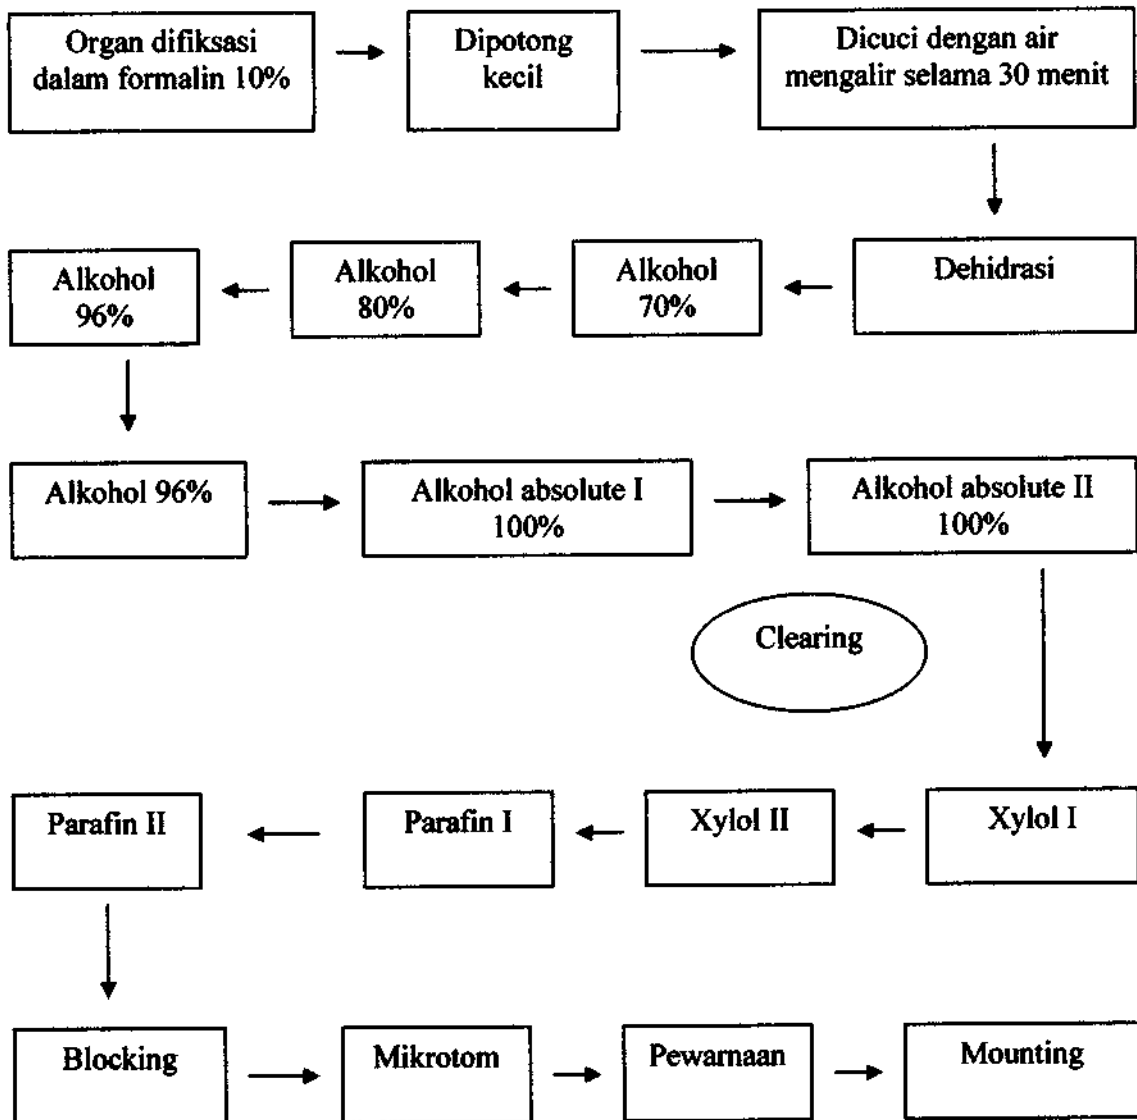 Organ difiksasi
dalam formalin 10%
Dipotong
kecil
Dicuci dengan air
mengalir selama 30 menit
Dehidrasi
Alkohol
70%
Alkohol
80%
Alkohol
96%
Alkohol 96%
Alkohol absolute I
100%
Alkohol absolute II
100%
Clearing
Xylol I
Xylol II
Parafin I
Parafin II
Blocking
Mikrotom
Pewarnaan
Mounting